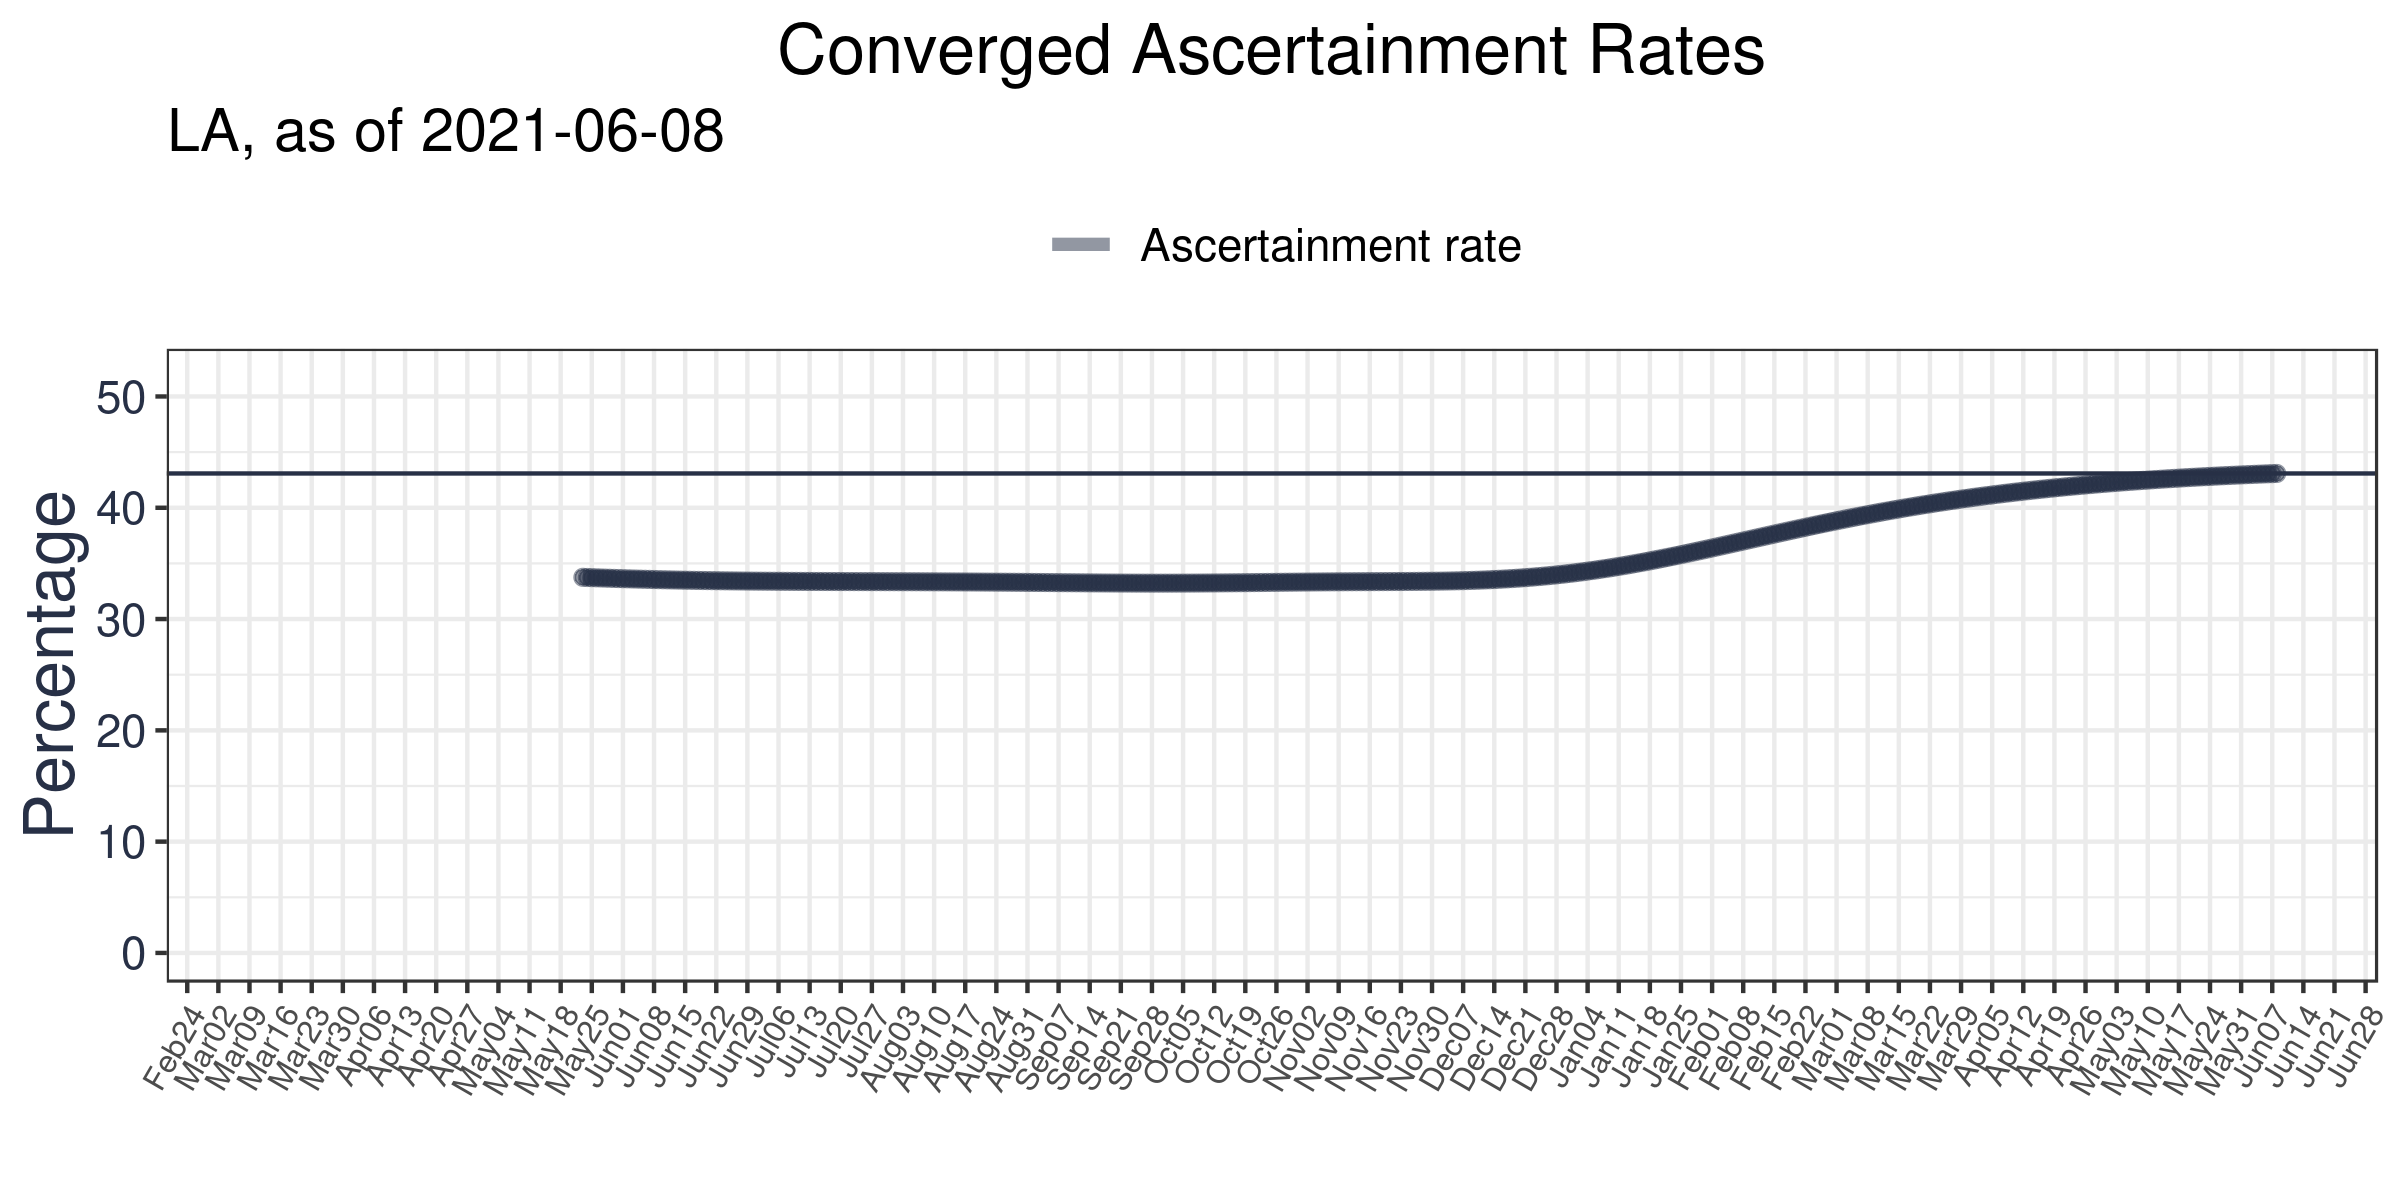 Converged Ascertainment Rates
LA, as of 2021-06-08
Ascertainment rate
Percentage
50
40
30
20
10
0
Feb24
Mar02
Mar09
Mar16
Mar23
Mar30
Apr06
Apr13
Apr20
Apr27
May04
May11
May18
May25
Jun01
Jun08
Jun15
Jun22
Jun29
Jul06
Jul13
Jul20
Jul27
Aug03
Aug10
Aug17
Aug24
Aug31
Sep07
Sep14
Sep21
Sep28
Oct05
Oct12
Oct19
Oct26
Nov02
Nov09
Nov16
Nov23
Nov30
Dec07
Dec14
Dec21
Dec28
Jan04
Jan11
Jan18
Jan25
Feb01
Feb08
Feb15
Feb22
Mar01
Mar08
Mar15
Mar22
Mar29
Apr05
Apr12
Apr19
Apr26
May03
May10
May17
May24
May31
Jun07
Jun14
Jun21
Jun28